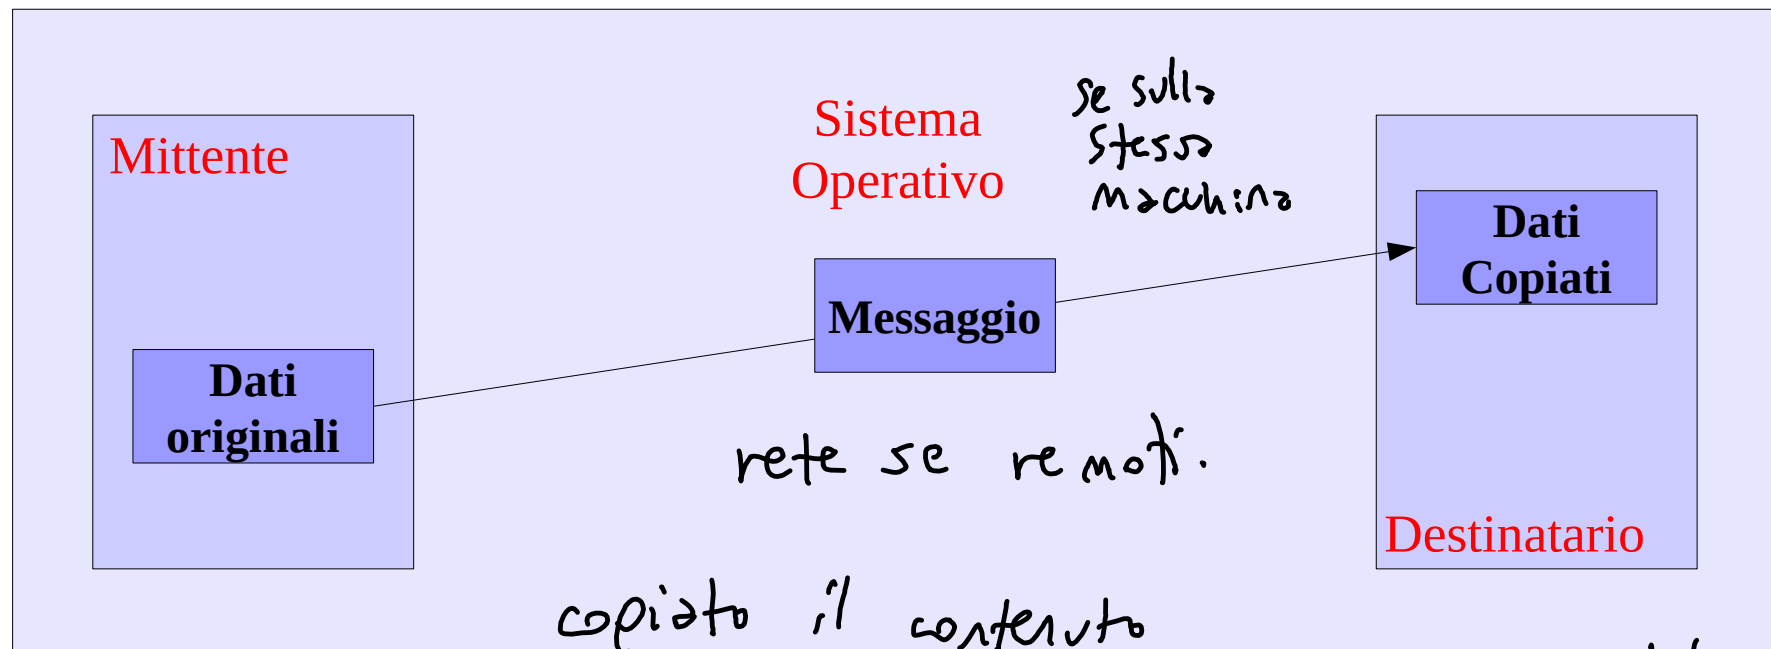 Mittente
Sistema
Operativo
se sulla
stessa
macchina
Dati
Copiati
Messaggio
Dati
originali
rete se remoti.
Destinatario
copiato il contenuto